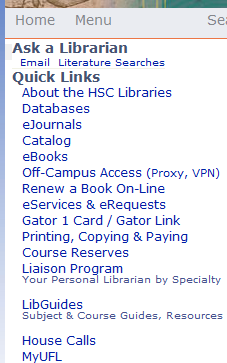 Home Menu
Ask a Librarian
Email Literature Searches
Quick Links
About the HSC Libraries
Databases
eJournals
Catalog
eBooks
Off-Campus Access (Proxy, VPN)
Renew a Book On-Line
eServices & eRequests
Gator 1 Card / Gator Link
Printing, Copying & Paying
Course Reserves
Liaison Program
Your Personal Librarian by Specialty
LibGuides
Subject & Course Guides, Resources
House Calls
MyUFL